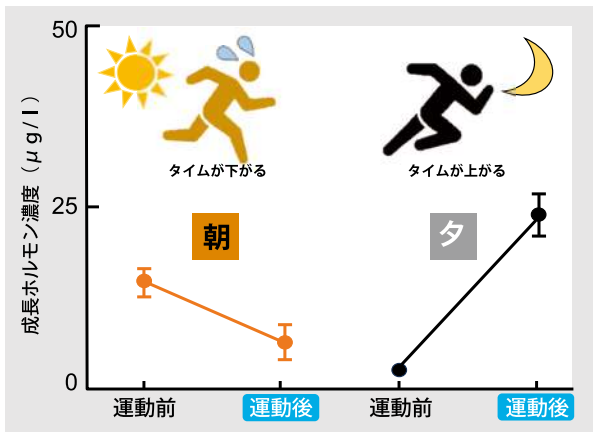 50
25
0
成長ホルモン濃度（μg/l）
タイムが下がる
タイムが上がる
朝
夕
運動前
運動後
運動前
運動後